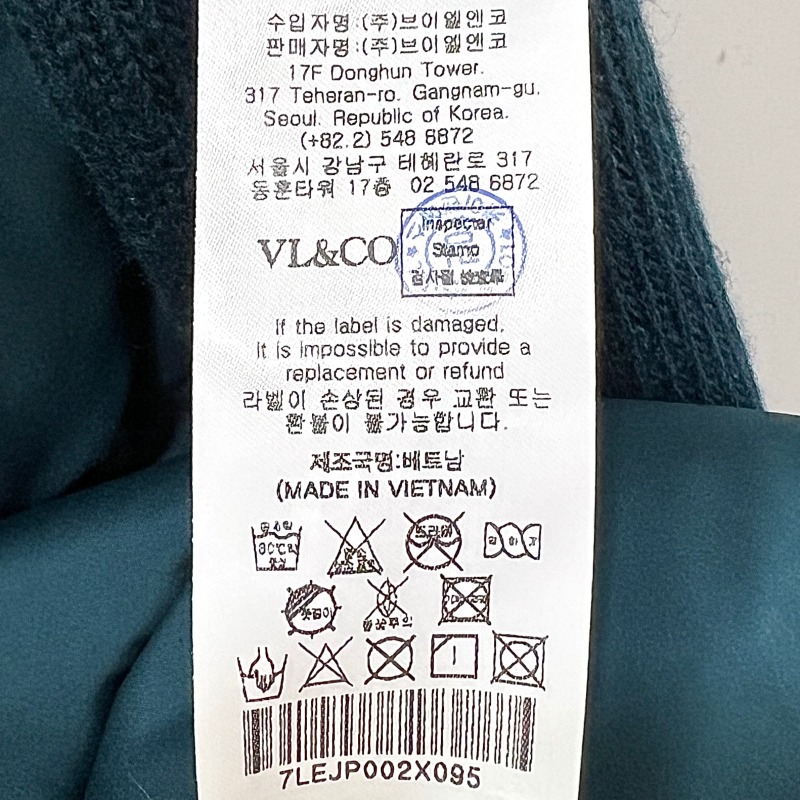 수입자명:(주)브이엘엔코
판매자명:(주)브이엘엔코
17F Donghun Tower.
317 Teheran-ro. Gangnam-gu.
Seoul. Republic of Korea.
(+82.2) 548 6872
서울시 강남구 테헤란로 317
동훈타워 17층 02 548 6872
VL&CO
Inspecter
Stamp
If the label is damaged,
it is impossible to provide a
replacement or refund
라벨이 손상된 경우 교환 또는
환불이 불가능합니다.
제조국명:베트남
(MADE IN VIETNAM)
30℃
드라이
7LEJP002X095